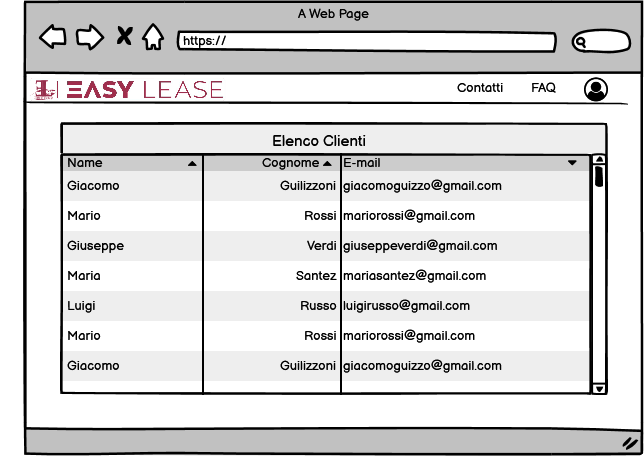 A Web Page
https://
EASY LEASE
Contatti FAQ
Elenco Clienti
Name Cognome E-mail
Giacomo Guilizzoni giacomoguizzo@gmail.com
Mario Rossi mariorossi@gmail.com
Giuseppe Verdi giuseppeverdi@gmail.com
Maria Santez mariasantez@gmail.com
Luigi Russo luigirusso@gmail.com
Mario Rossi mariorossi@gmail.com
Giacomo Guilizzoni giacomoguizzo@gmail.com